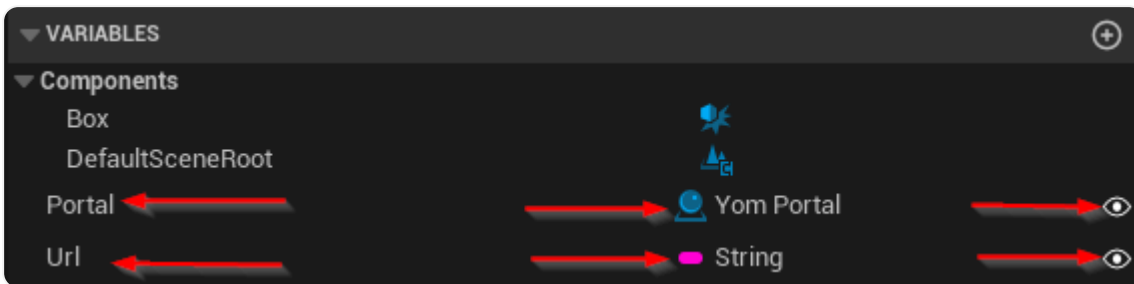 VARIABLES
Components
Box
DefaultSceneRoot
Portal Yom Portal
Url String